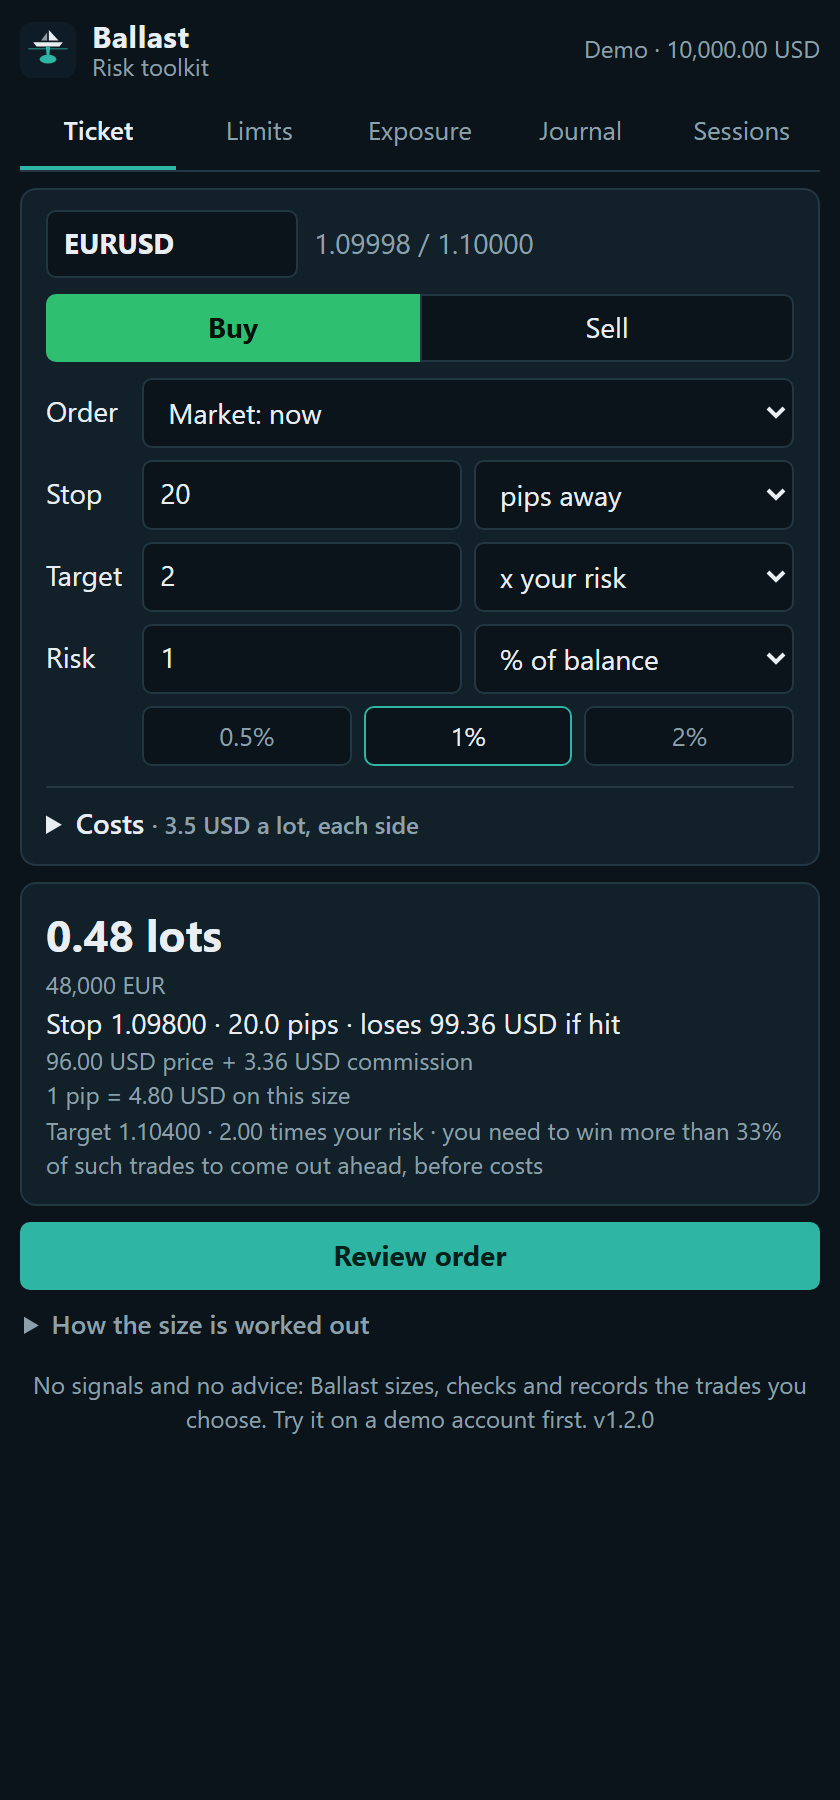 Ballast
Risk toolkit
Demo · 10,000.00 USD
Ticket Limits Exposure Journal Sessions
EURUSD 1.09998 / 1.10000
Buy Sell
Order Market: now
Stop 20 pips away
Target 2 x your risk
Risk 1 % of balance
0.5% 1% 2%
Costs · 3.5 USD a lot, each side
0.48 lots
48,000 EUR
Stop 1.09800 · 20.0 pips · loses 99.36 USD if hit
96.00 USD price + 3.36 USD commission
1 pip = 4.80 USD on this size
Target 1.10400 · 2.00 times your risk · you need to win more than 33%
of such trades to come out ahead, before costs
Review order
How the size is worked out
No signals and no advice: Ballast sizes, checks and records the trades you
choose. Try it on a demo account first. v1.2.0